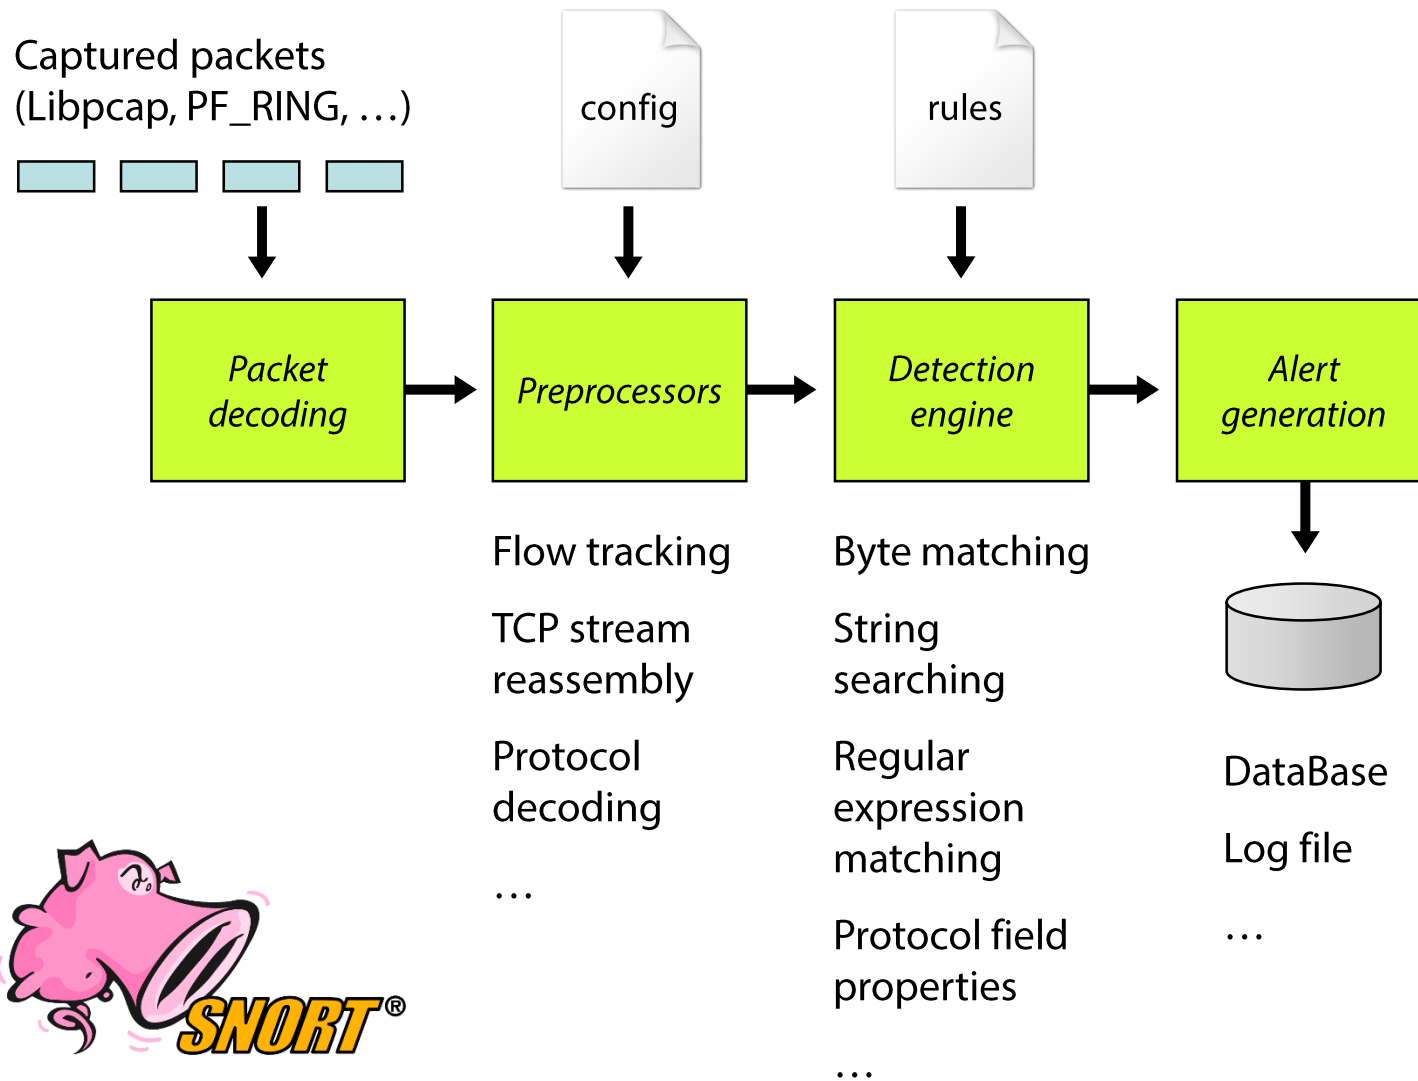 Captured packets
(Libpcap, PF_RING, …)
config
rules
Packet
decoding
Preprocessors
Detection
engine
Alert
generation
Flow tracking
TCP stream
reassembly
Protocol
decoding
…
Byte matching
String
searching
Regular
expression
matching
Protocol field
properties
…
DataBase
Log file
…
SNORT®